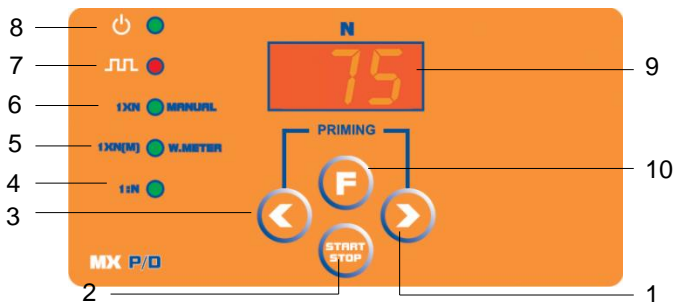 8
N
7
75
9
6
1XN
MANUAL
PRIMING
5
1XN(M)
W.METER
10
4
1:N
F
3
<
>
START
STOP
MX P/D
2
1